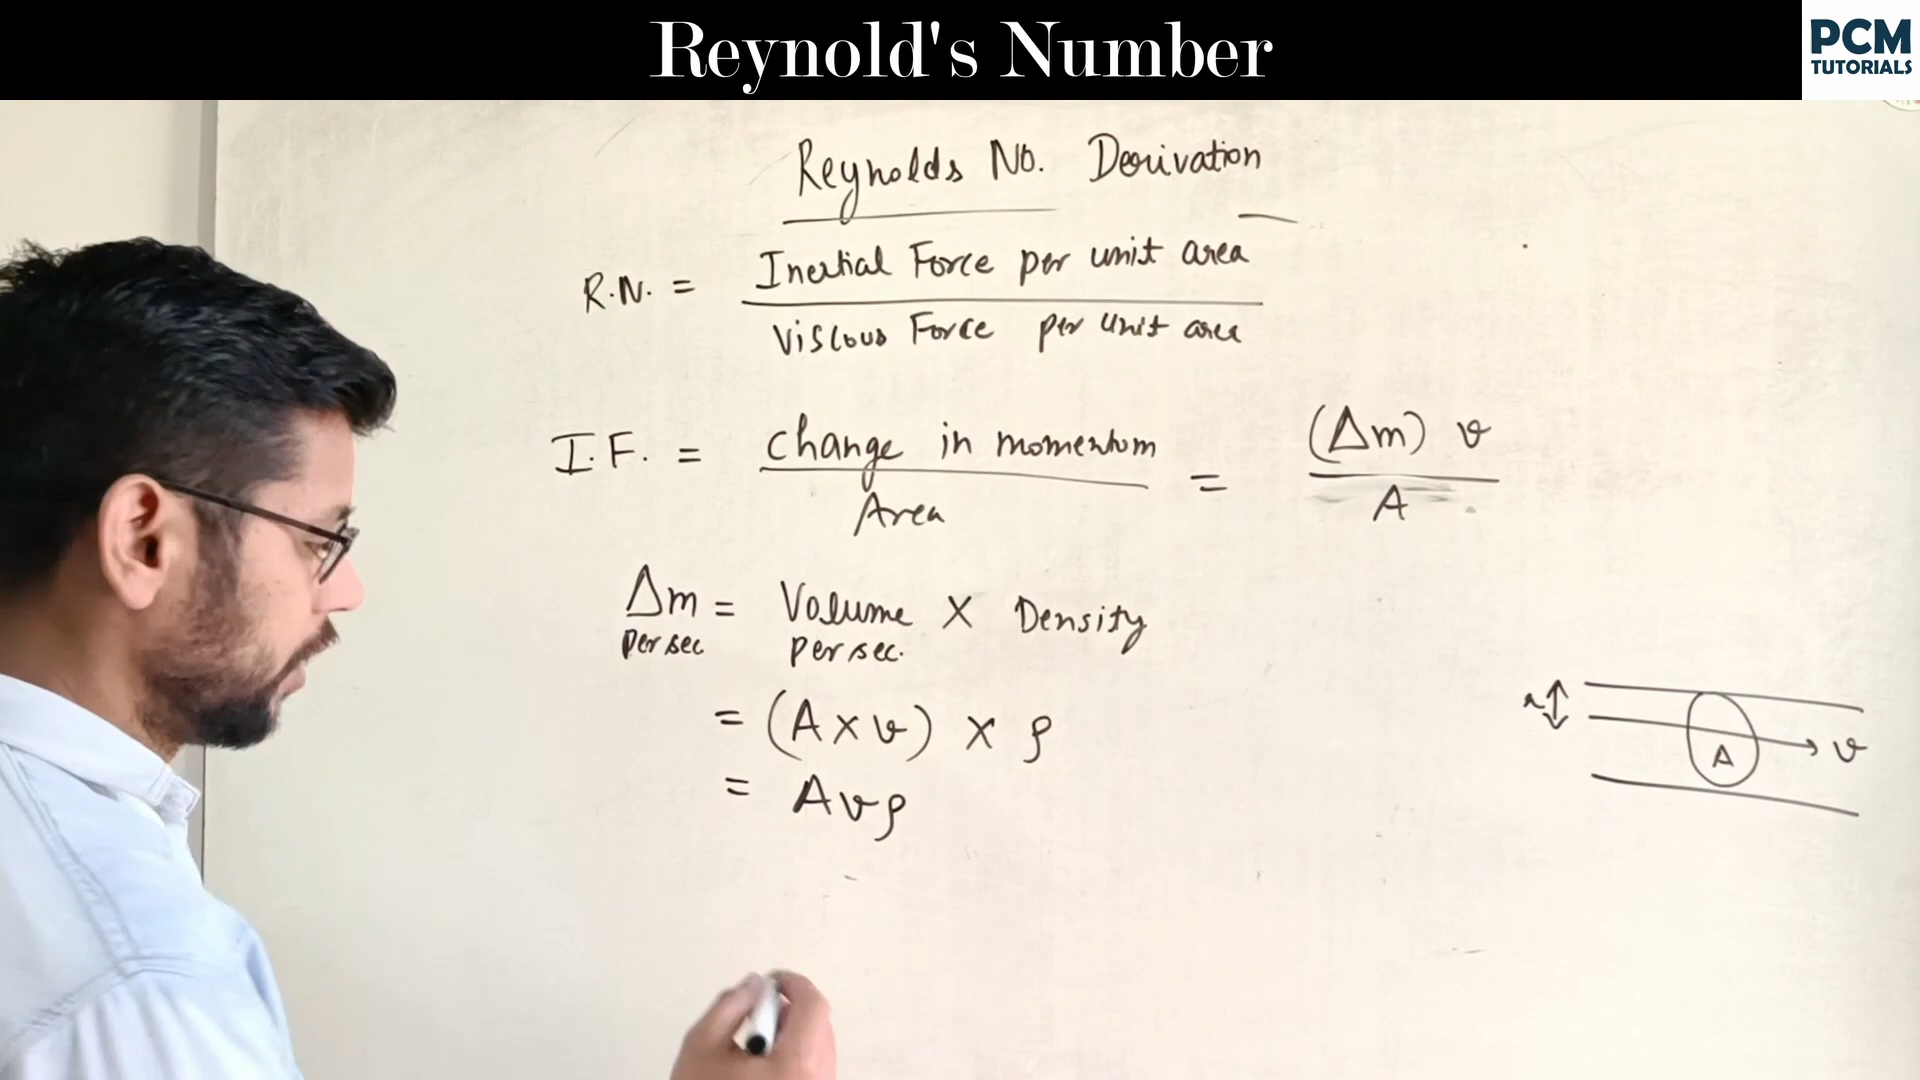 Reynold's Number
PCM
TUTORIALS
Reynolds No. Derivation
R.N. = Inertial Force per unit area
Viscous Force per unit area
I.F. = change in momentum = (Δm) v
Area A
Δm = Volume X Density
per sec per sec.
= (A x v) x ρ
= Avρ
r
v
A